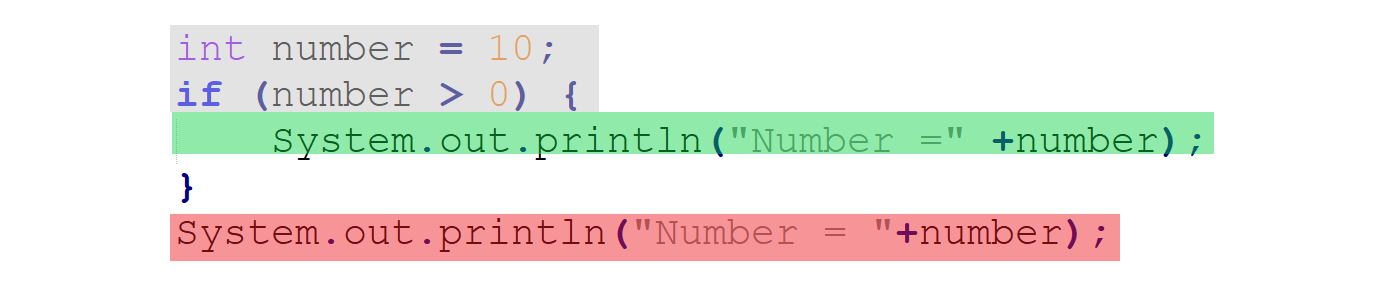 int number = 10;
if (number > 0) {
    System.out.println("Number =" +number);
}
System.out.println("Number = "+number);